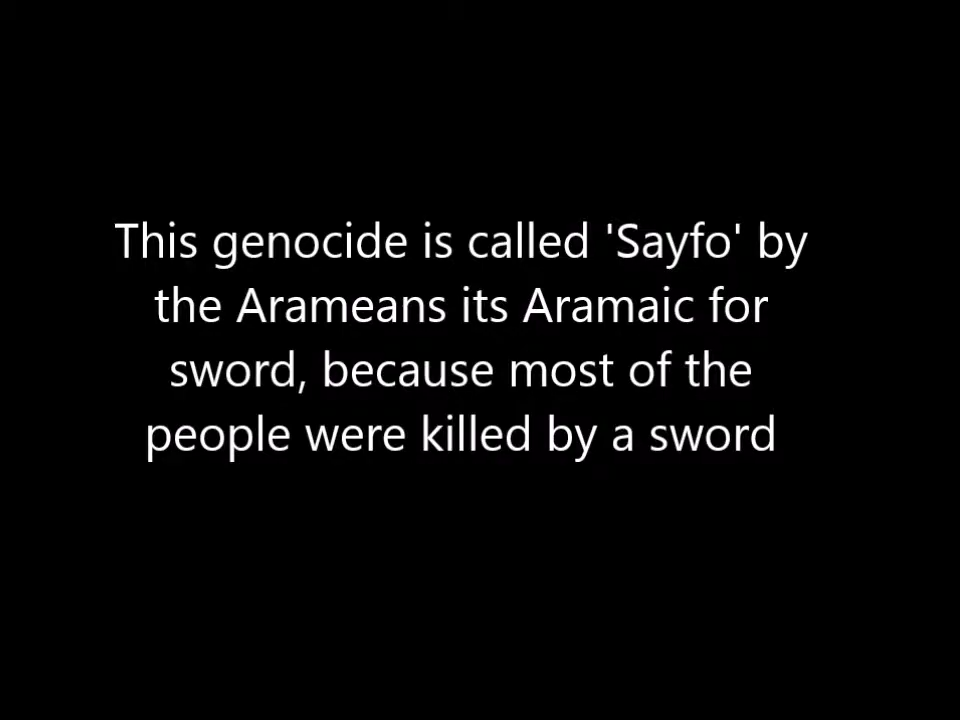 This genocide is called 'Sayfo' by
the Arameans its Aramaic for
sword, because most of the
people were killed by a sword